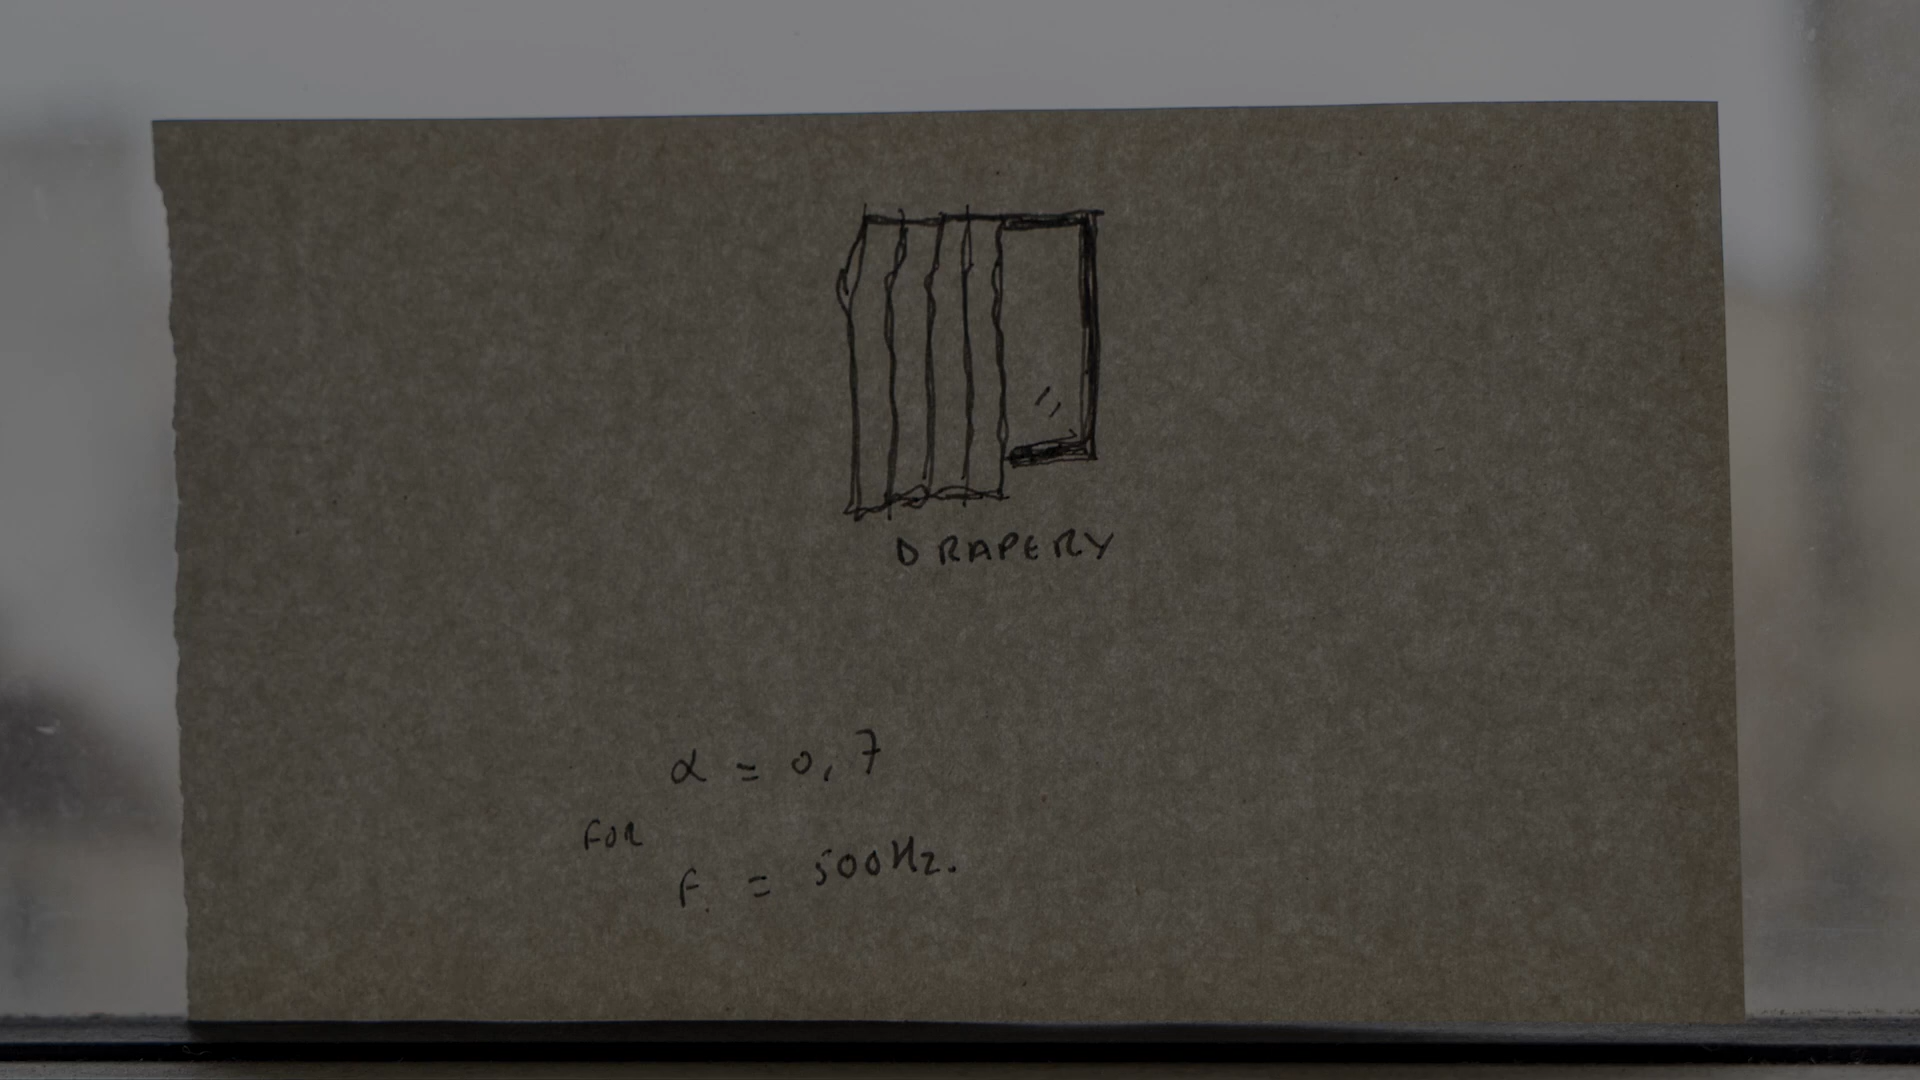 DRAPERY
α = 0,7
FOR
F = 500Hz.